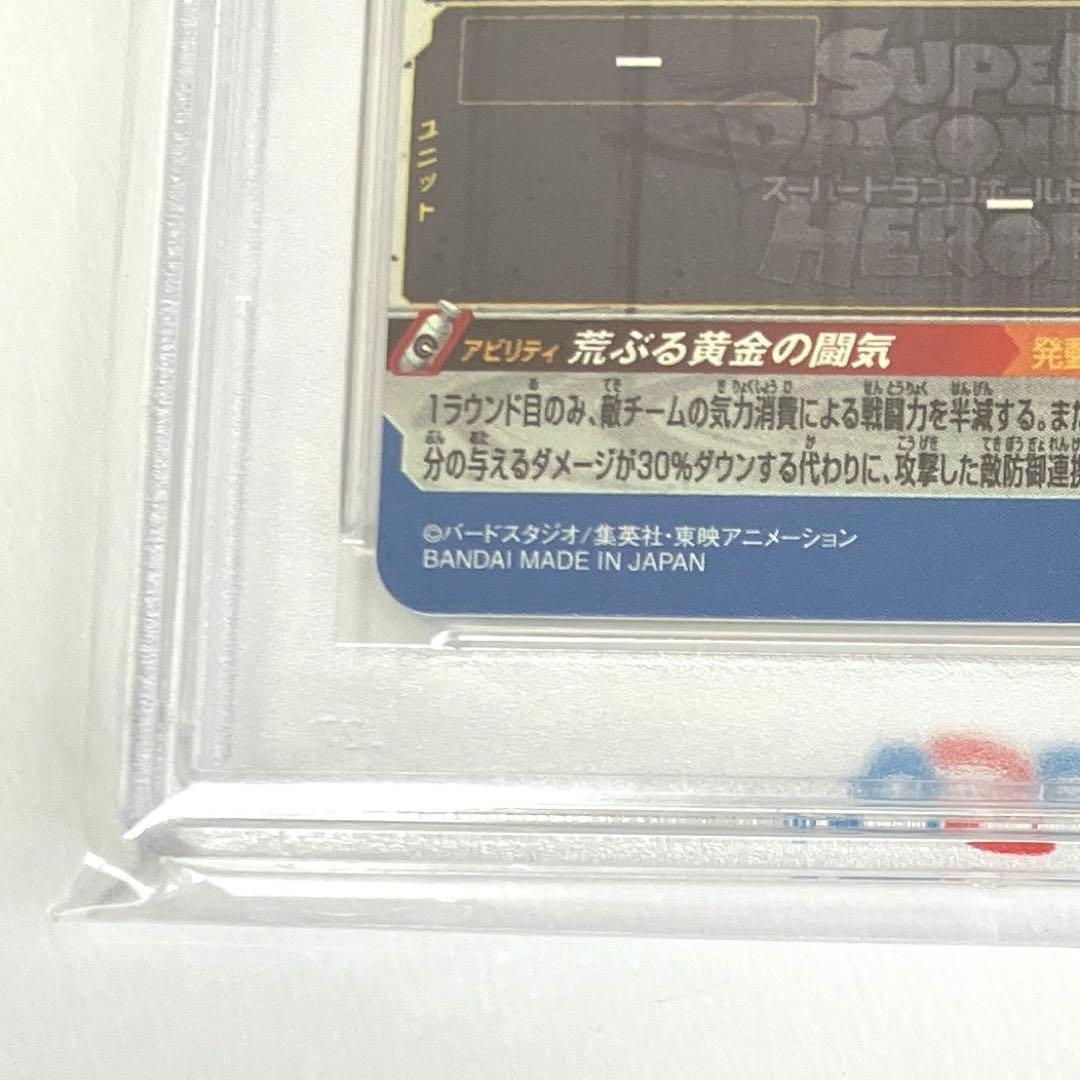 SUPER
DRAGON
スーパードラゴンボールヒ
HERO
ー
ー
ユニット
アビリティ 荒ぶる黄金の闘気 発動
1ラウンド目のみ、敵チームの気力消費による戦闘力を半減する。また
分の与えるダメージが30%ダウンする代わりに、攻撃した敵防御連携
©バードスタジオ/集英社・東映アニメーション
BANDAI MADE IN JAPAN